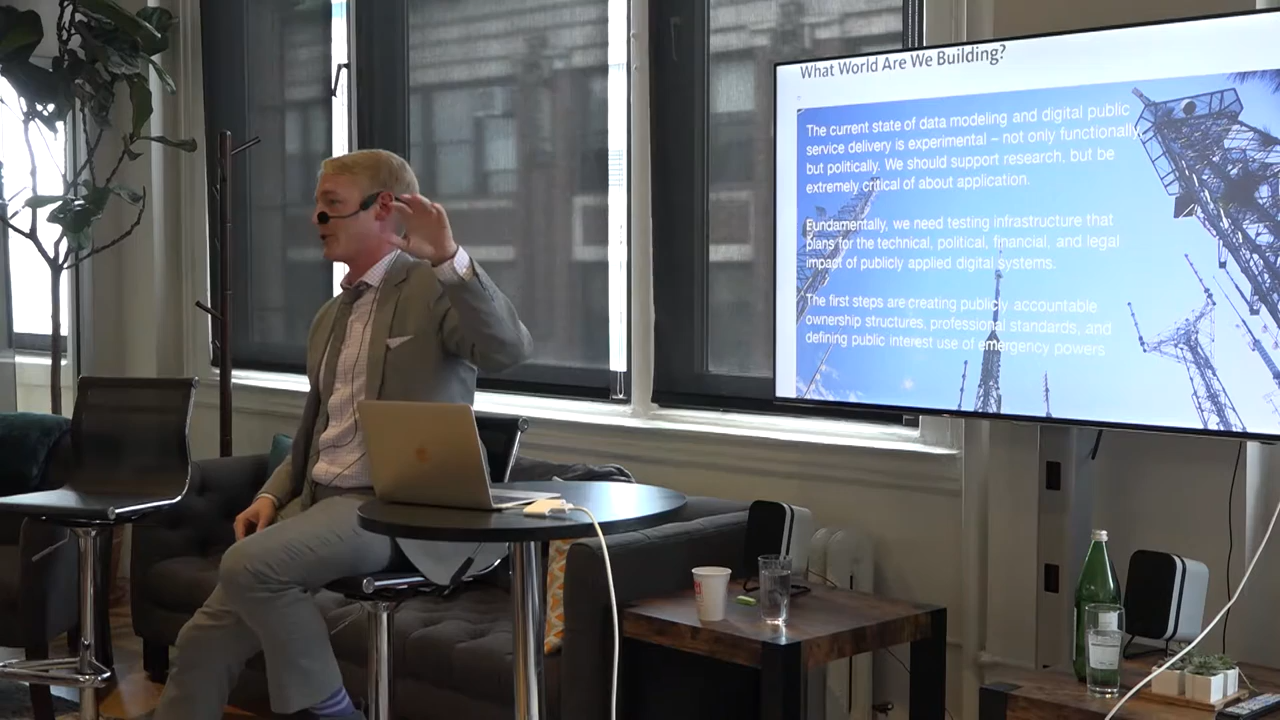 What World Are We Building?
The current state of data modeling and digital public
service delivery is experimental – not only functionally,
but politically. We should support research, but be
extremely critical of about application.
Fundamentally, we need testing infrastructure that
plans for the technical, political, financial, and legal
impact of publicly applied digital systems.
The first steps are creating publicly accountable
ownership structures, professional standards, and
defining public interest use of emergency powers